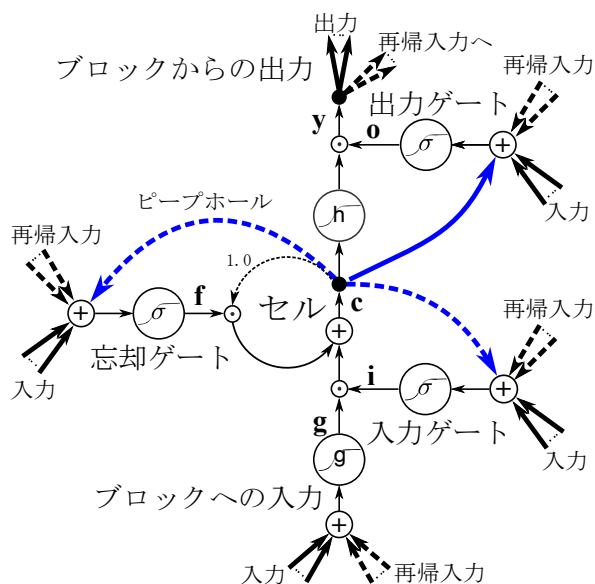 出力
再帰入力へ
ブロックからの出力
再帰入力
出力ゲート
y
o
σ
入力
h
ピープホール
再帰入力
1.0
f
σ
セル
c
再帰入力
忘却ゲート
入力
i
σ
入力ゲート
g
g
入力
ブロックへの入力
入力
再帰入力